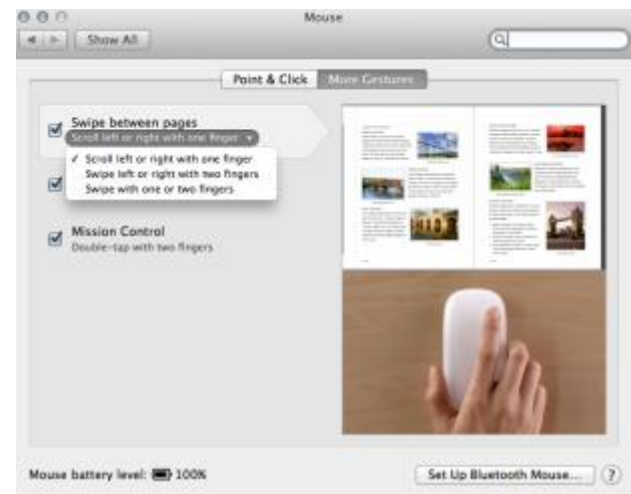 Mouse
Show All
Point & Click
More Gestures
Swipe between pages
Scroll left or right with one finger
✓ Scroll left or right with one finger
Swipe left or right with two fingers
Swipe with one or two fingers
Mission Control
Double-tap with two fingers
Mouse battery level: 100%
Set Up Bluetooth Mouse...
?